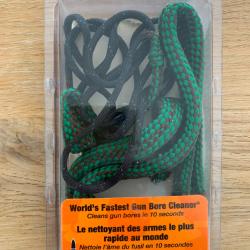 World's Fastest Gun Bore Cleaner®
Cleans gun bores in 10 seconds
Le nettoyant des armes le plus
rapide au monde
Nettoie l'âme du fusil en 10 secondes